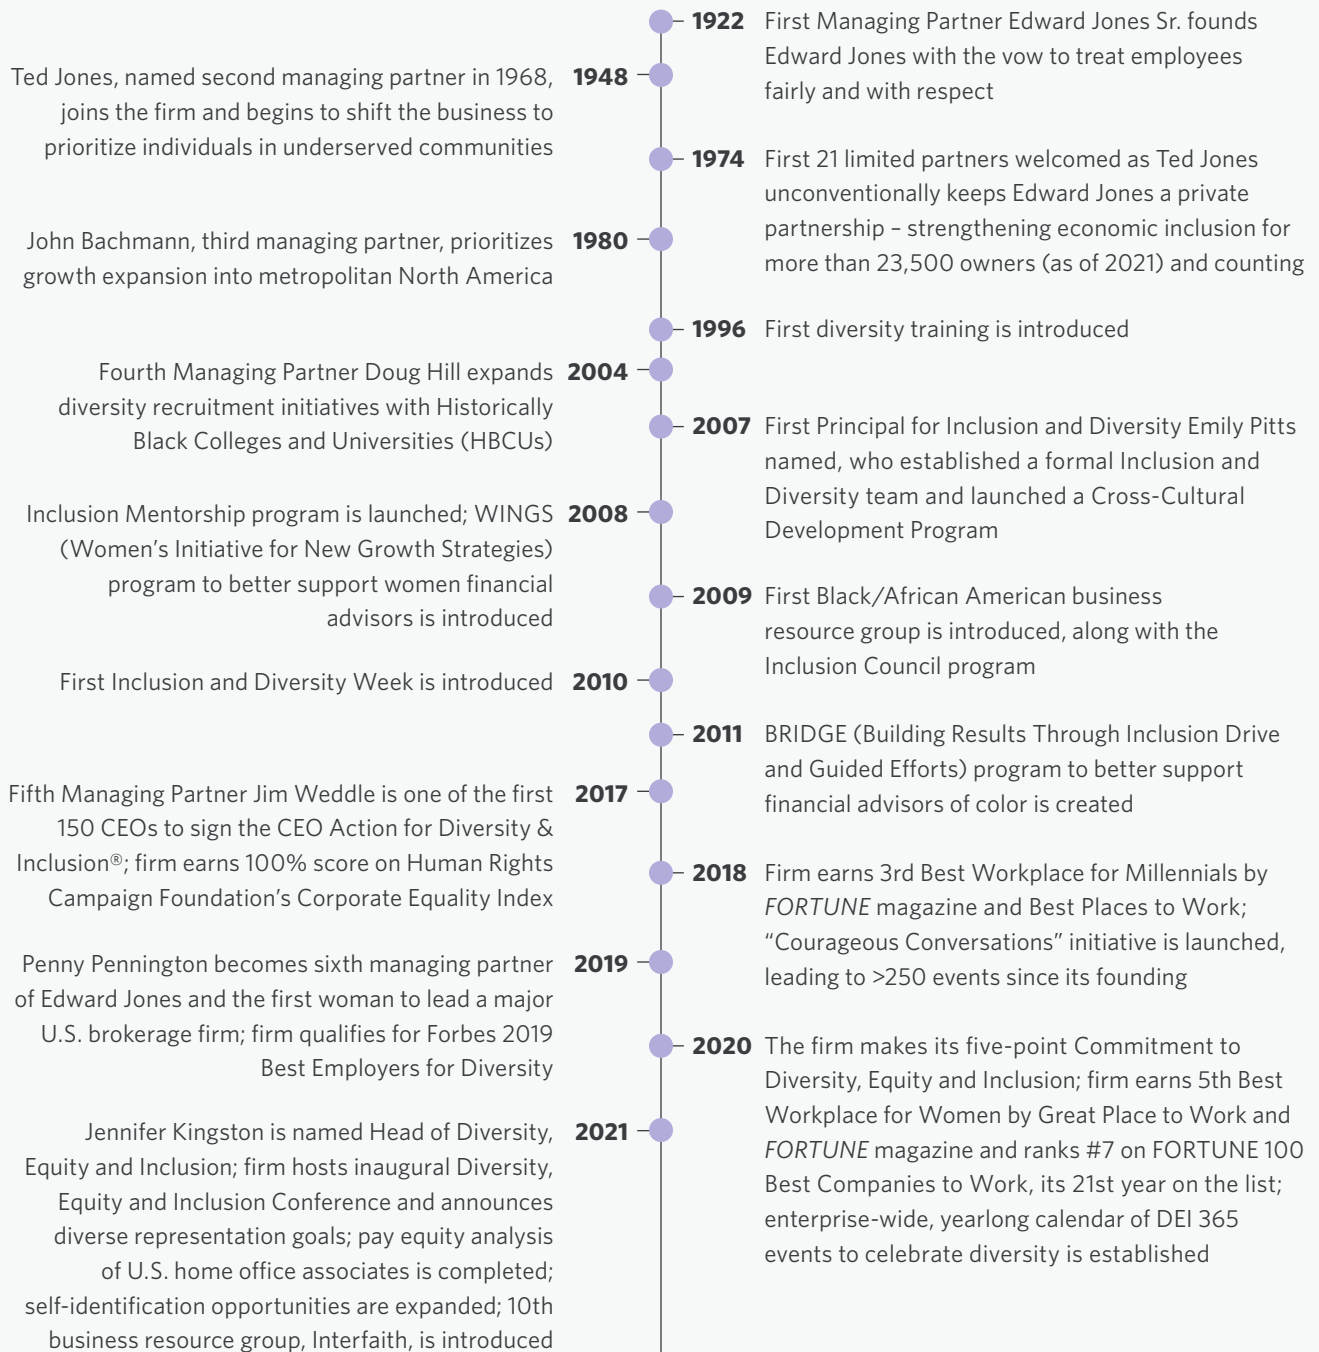 1922 First Managing Partner Edward Jones Sr. founds
Edward Jones with the vow to treat employees
fairly and with respect
Ted Jones, named second managing partner in 1968, 1948
joins the firm and begins to shift the business to
prioritize individuals in underserved communities
1974 First 21 limited partners welcomed as Ted Jones
unconventionally keeps Edward Jones a private
partnership – strengthening economic inclusion for
more than 23,500 owners (as of 2021) and counting
John Bachmann, third managing partner, prioritizes 1980
growth expansion into metropolitan North America
1996 First diversity training is introduced
Fourth Managing Partner Doug Hill expands 2004
diversity recruitment initiatives with Historically
Black Colleges and Universities (HBCUs)
2007 First Principal for Inclusion and Diversity Emily Pitts
named, who established a formal Inclusion and
Diversity team and launched a Cross-Cultural
Development Program
Inclusion Mentorship program is launched; WINGS 2008
(Women’s Initiative for New Growth Strategies)
program to better support women financial
advisors is introduced
2009 First Black/African American business
resource group is introduced, along with the
Inclusion Council program
First Inclusion and Diversity Week is introduced 2010
2011 BRIDGE (Building Results Through Inclusion Drive
and Guided Efforts) program to better support
financial advisors of color is created
Fifth Managing Partner Jim Weddle is one of the first 2017
150 CEOs to sign the CEO Action for Diversity &
Inclusion®; firm earns 100% score on Human Rights
Campaign Foundation’s Corporate Equality Index
2018 Firm earns 3rd Best Workplace for Millennials by
FORTUNE magazine and Best Places to Work;
“Courageous Conversations” initiative is launched,
leading to >250 events since its founding
Penny Pennington becomes sixth managing partner 2019
of Edward Jones and the first woman to lead a major
U.S. brokerage firm; firm qualifies for Forbes 2019
Best Employers for Diversity
2020 The firm makes its five-point Commitment to
Diversity, Equity and Inclusion; firm earns 5th Best
Workplace for Women by Great Place to Work and
FORTUNE magazine and ranks #7 on FORTUNE 100
Best Companies to Work, its 21st year on the list;
enterprise-wide, yearlong calendar of DEI 365
events to celebrate diversity is established
Jennifer Kingston is named Head of Diversity, 2021
Equity and Inclusion; firm hosts inaugural Diversity,
Equity and Inclusion Conference and announces
diverse representation goals; pay equity analysis
of U.S. home office associates is completed;
self-identification opportunities are expanded; 10th
business resource group, Interfaith, is introduced